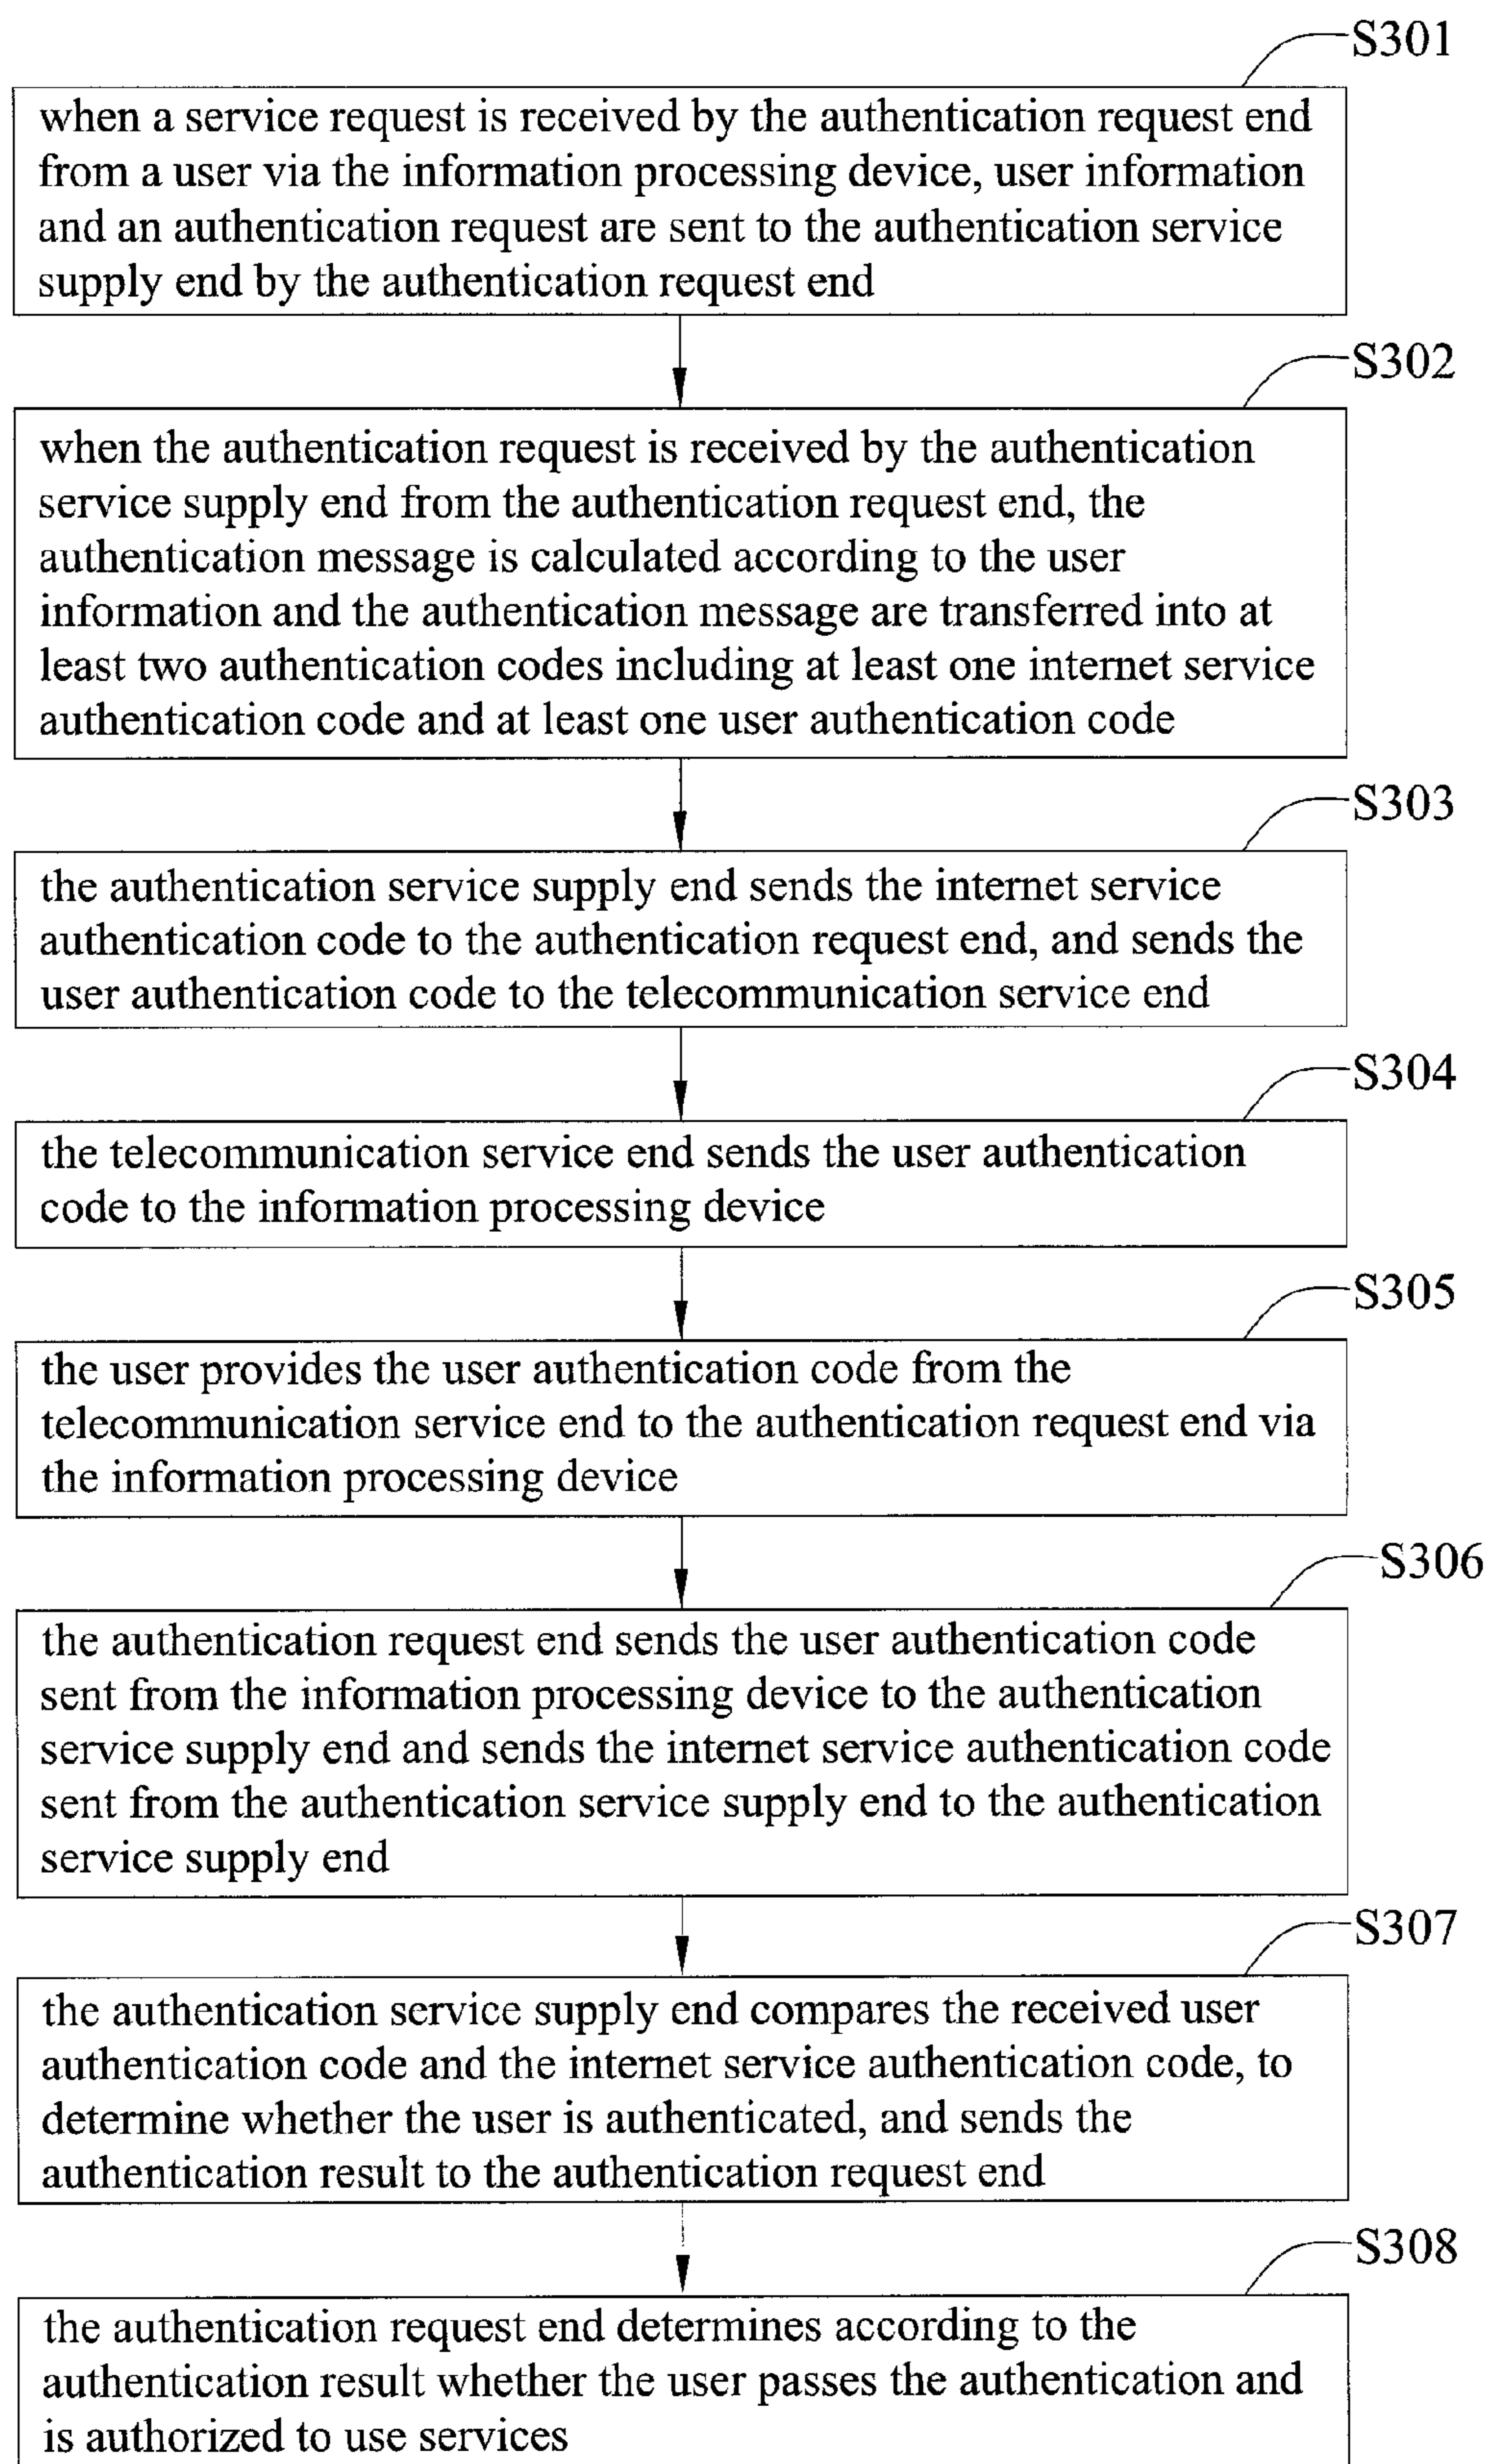 S301
when a service request is received by the authentication request end
from a user via the information processing device, user information
and an authentication request are sent to the authentication service
supply end by the authentication request end
S302
when the authentication request is received by the authentication
service supply end from the authentication request end, the
authentication message is calculated according to the user
information and the authentication message are transferred into at
least two authentication codes including at least one internet service
authentication code and at least one user authentication code
S303
the authentication service supply end sends the internet service
authentication code to the authentication request end, and sends the
user authentication code to the telecommunication service end
S304
the telecommunication service end sends the user authentication
code to the information processing device
S305
the user provides the user authentication code from the
telecommunication service end to the authentication request end via
the information processing device
S306
the authentication request end sends the user authentication code
sent from the information processing device to the authentication
service supply end and sends the internet service authentication code
sent from the authentication service supply end to the authentication
service supply end
S307
the authentication service supply end compares the received user
authentication code and the internet service authentication code, to
determine whether the user is authenticated, and sends the
authentication result to the authentication request end
S308
the authentication request end determines according to the
authentication result whether the user passes the authentication and
is authorized to use services